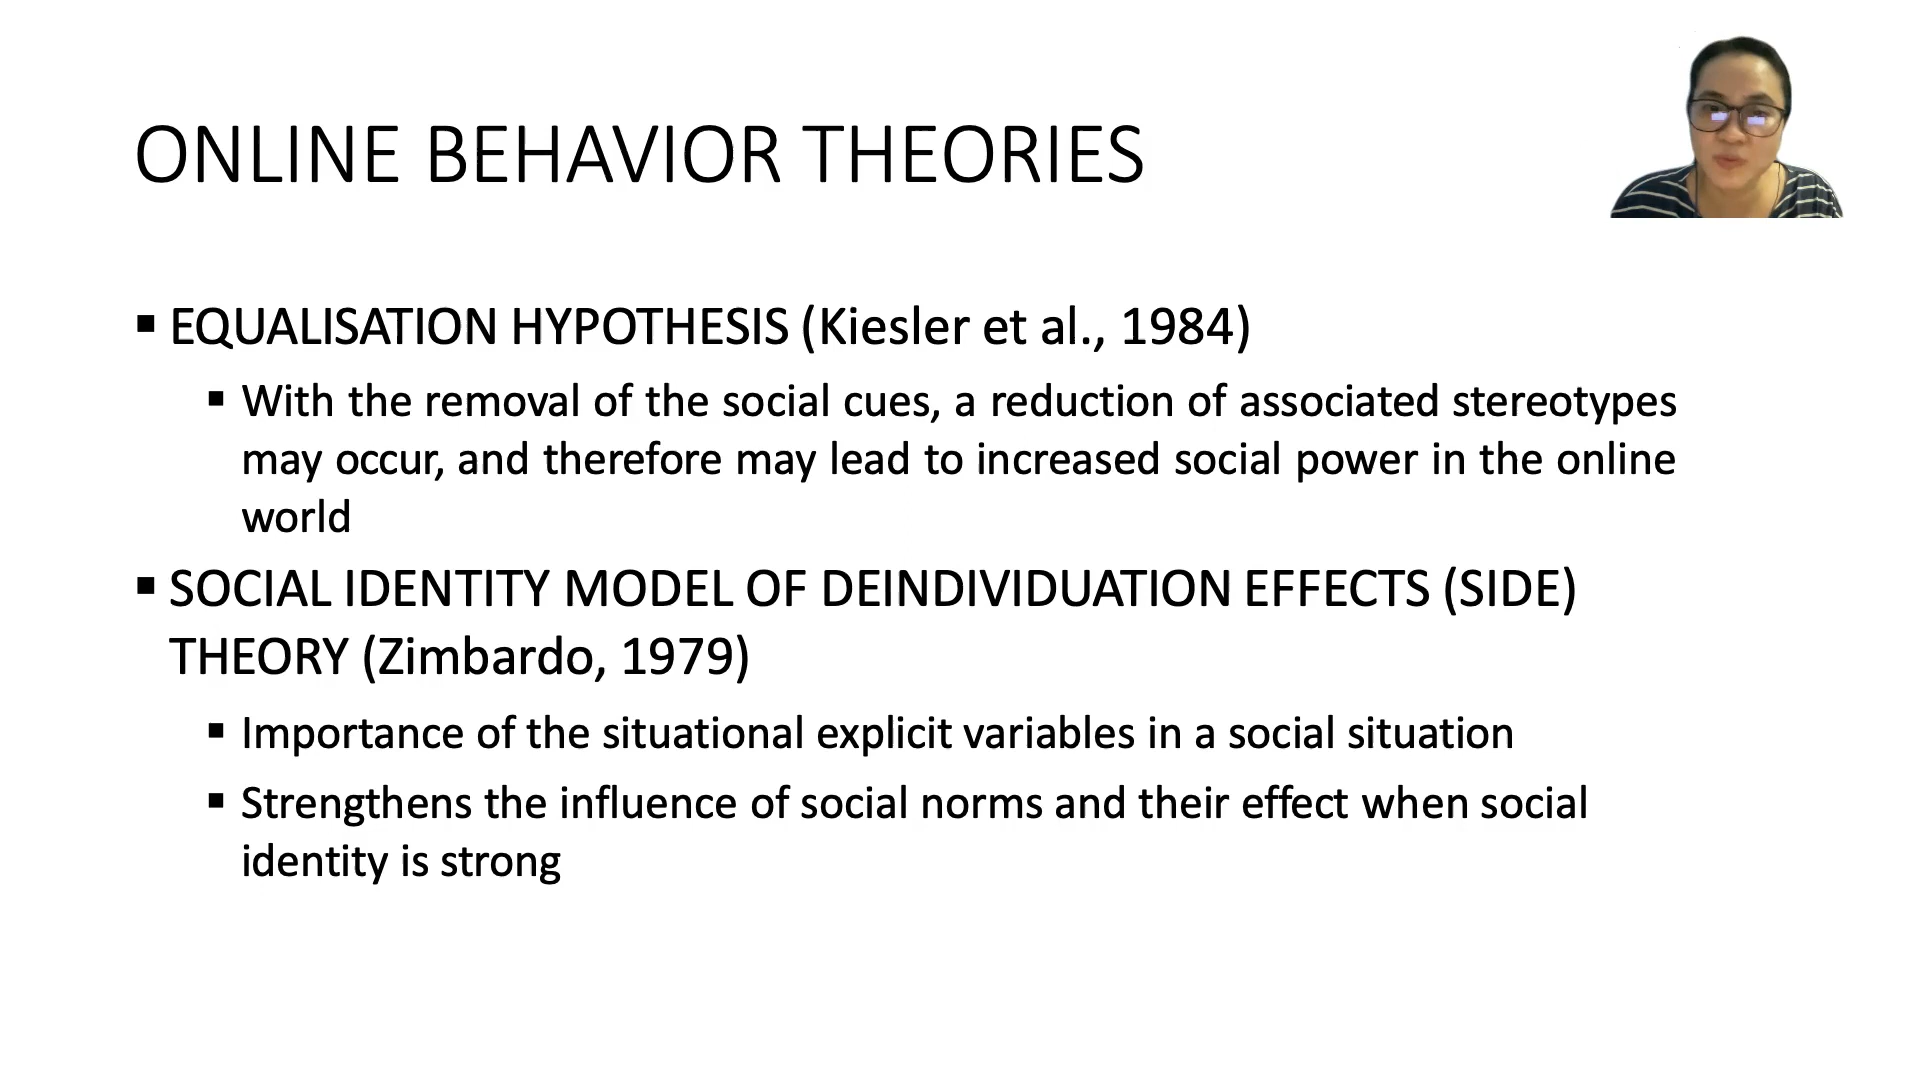 ONLINE BEHAVIOR THEORIES
▪ EQUALISATION HYPOTHESIS (Kiesler et al., 1984)
▪ With the removal of the social cues, a reduction of associated stereotypes
may occur, and therefore may lead to increased social power in the online
world
▪ SOCIAL IDENTITY MODEL OF DEINDIVIDUATION EFFECTS (SIDE)
THEORY (Zimbardo, 1979)
▪ Importance of the situational explicit variables in a social situation
▪ Strengthens the influence of social norms and their effect when social
identity is strong